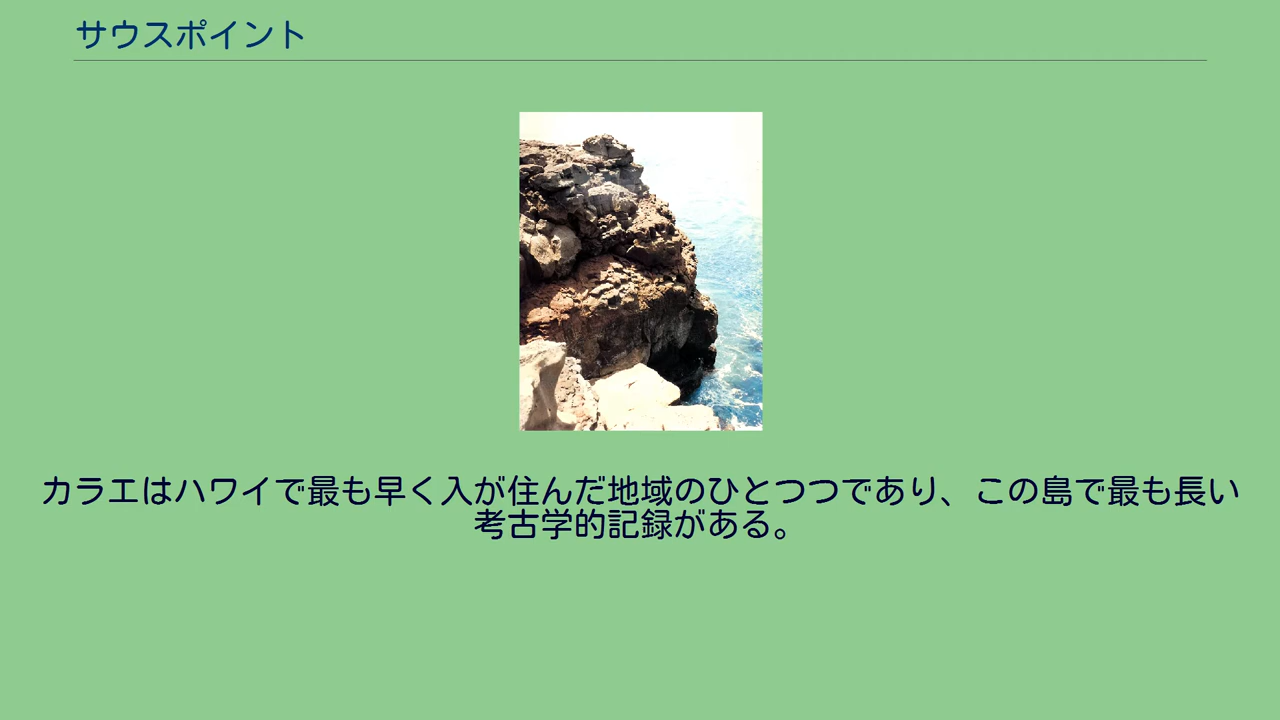 サウスポイント
カラエはハワイで最も早く入が住んだ地域のひとつつであり、この島で最も長い
考古学的記録がある。